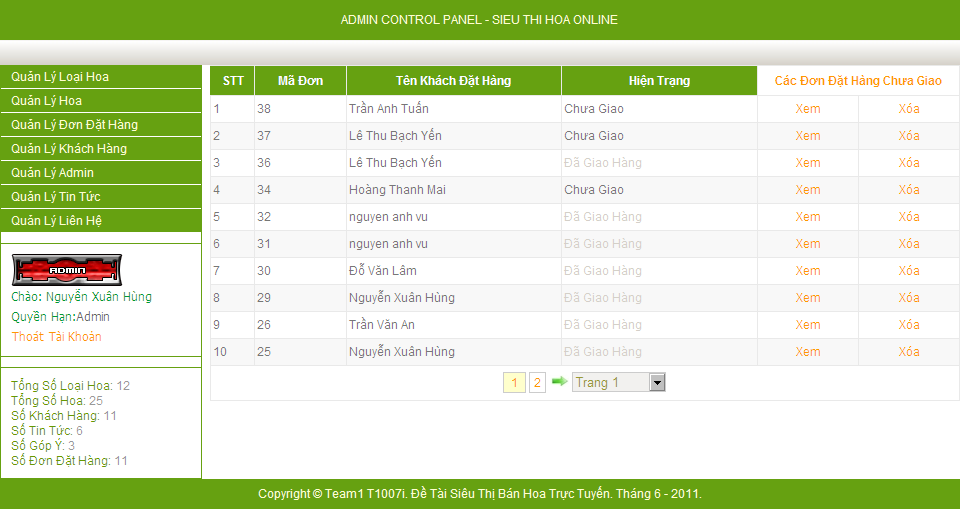 ADMIN CONTROL PANEL - SIEU THI HOA ONLINE
Quản Lý Loại Hoa
Quản Lý Hoa
Quản Lý Đơn Đặt Hàng
Quản Lý Khách Hàng
Quản Lý Admin
Quản Lý Tin Tức
Quản Lý Liên Hệ
ADMIN
Chào: Nguyễn Xuân Hùng
Quyền Hạn:Admin
Thoát Tài Khoản
Tổng Số Loại Hoa: 12
Tổng Số Hoa: 25
Số Khách Hàng: 11
Số Tin Tức: 6
Số Góp Ý: 3
Số Đơn Đặt Hàng: 11
STT Mã Đơn Tên Khách Đặt Hàng Hiện Trạng Các Đơn Đặt Hàng Chưa Giao
1 38 Trần Anh Tuấn Chưa Giao Xem Xóa
2 37 Lê Thu Bạch Yến Chưa Giao Xem Xóa
3 36 Lê Thu Bạch Yến Đã Giao Hàng Xem Xóa
4 34 Hoàng Thanh Mai Chưa Giao Xem Xóa
5 32 nguyen anh vu Đã Giao Hàng Xem Xóa
6 31 nguyen anh vu Đã Giao Hàng Xem Xóa
7 30 Đỗ Văn Lâm Đã Giao Hàng Xem Xóa
8 29 Nguyễn Xuân Hùng Đã Giao Hàng Xem Xóa
9 26 Trần Văn An Đã Giao Hàng Xem Xóa
10 25 Nguyễn Xuân Hùng Đã Giao Hàng Xem Xóa
1 2 Trang 1
Copyright © Team1 T1007i. Đề Tài Siêu Thị Bán Hoa Trực Tuyến. Tháng 6 - 2011.